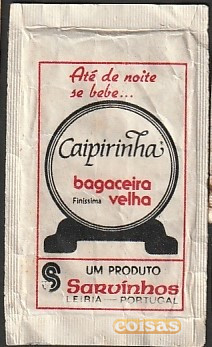 Até de noite
se bebe...
Caipirinha
bagaceira
Finíssima velha
UM PRODUTO
Sarvinhos
LEIRIA — PORTUGAL
coisas